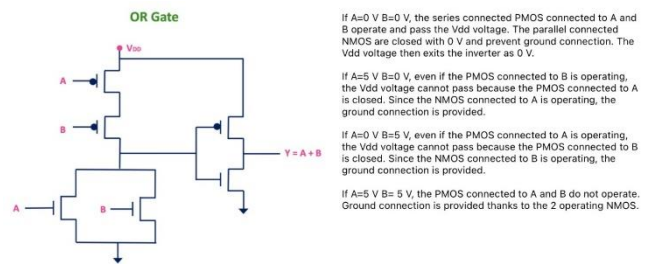 OR Gate
VDD
A
B
Y = A + B
A
B
If A=0 V B=0 V, the series connected PMOS connected to A and
B operate and pass the Vdd voltage. The parallel connected
NMOS are closed with 0 V and prevent ground connection. The
Vdd voltage then exits the inverter as 0 V.
If A=5 V B=0 V, even if the PMOS connected to B is operating,
the Vdd voltage cannot pass because the PMOS connected to A
is closed. Since the NMOS connected to A is operating, the
ground connection is provided.
If A=0 V B=5 V, even if the PMOS connected to A is operating,
the Vdd voltage cannot pass because the PMOS connected to B
is closed. Since the NMOS connected to B is operating, the
ground connection is provided.
If A=5 V B= 5 V, the PMOS connected to A and B do not operate.
Ground connection is provided thanks to the 2 operating NMOS.